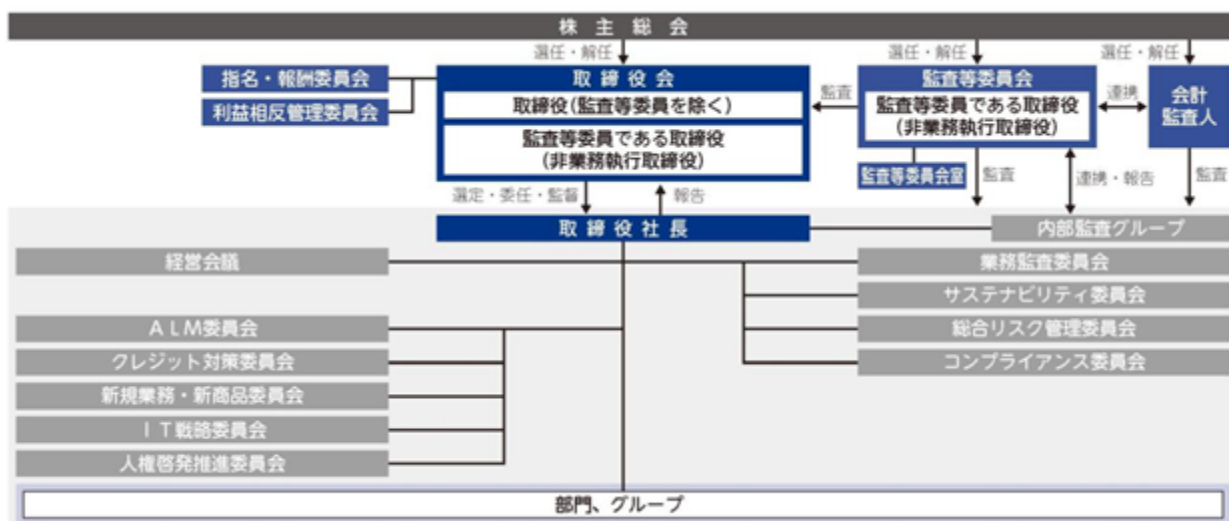 株主総会
選任・解任
選任・解任
選任・解任
指名・報酬委員会
利益相反管理委員会
取締役会
取締役(監査等委員を除く)
監査等委員である取締役
(非業務執行取締役)
監査
監査等委員会
監査等委員である取締役
(非業務執行取締役)
連携
会計
監査人
監査等委員会室
監査
連携・報告
監査
選定・委任・監督
報告
取締役社長
内部監査グループ
経営会議
業務監査委員会
サステナビリティ委員会
ALM委員会
総合リスク管理委員会
クレジット対策委員会
コンプライアンス委員会
新規業務・新商品委員会
IT戦略委員会
人権啓発推進委員会
部門、グループ